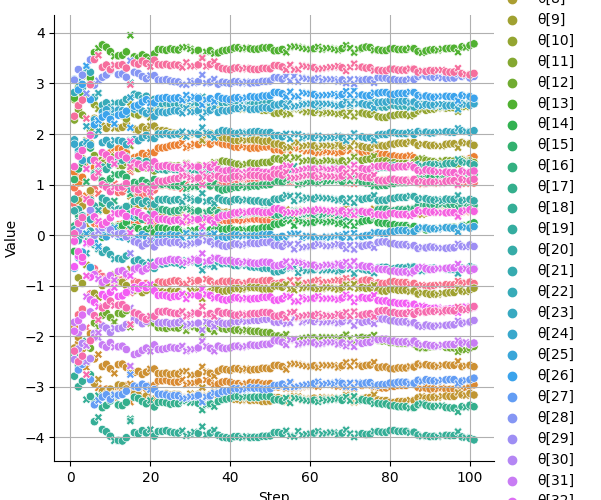 4
3
2
1
0
−1
−2
−3
−4
Value
0
20
40
60
80
100
Step
θ[8]
θ[9]
θ[10]
θ[11]
θ[12]
θ[13]
θ[14]
θ[15]
θ[16]
θ[17]
θ[18]
θ[19]
θ[20]
θ[21]
θ[22]
θ[23]
θ[24]
θ[25]
θ[26]
θ[27]
θ[28]
θ[29]
θ[30]
θ[31]
θ[32]